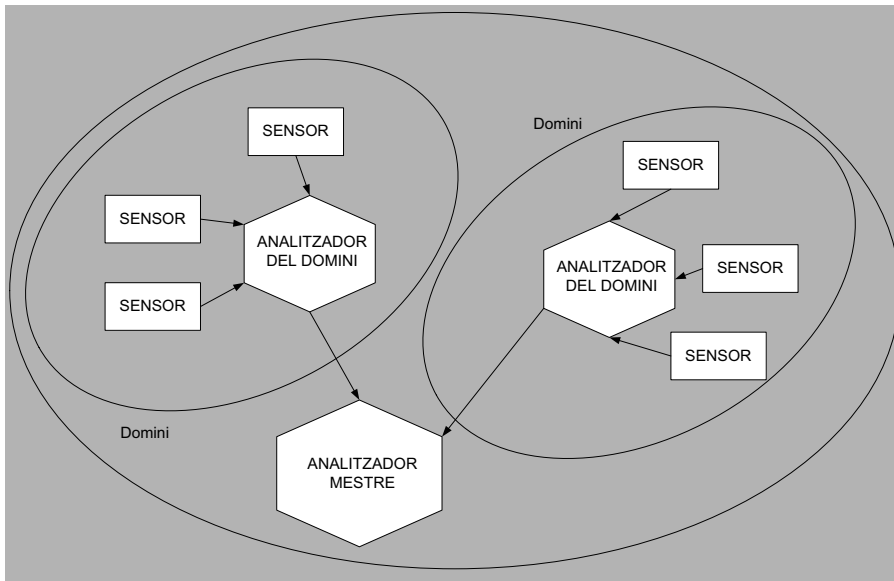 SENSOR
Domini
SENSOR
SENSOR
ANALITZADOR
DEL DOMINI
SENSOR
ANALITZADOR
DEL DOMINI
SENSOR
SENSOR
Domini
ANALITZADOR
MESTRE